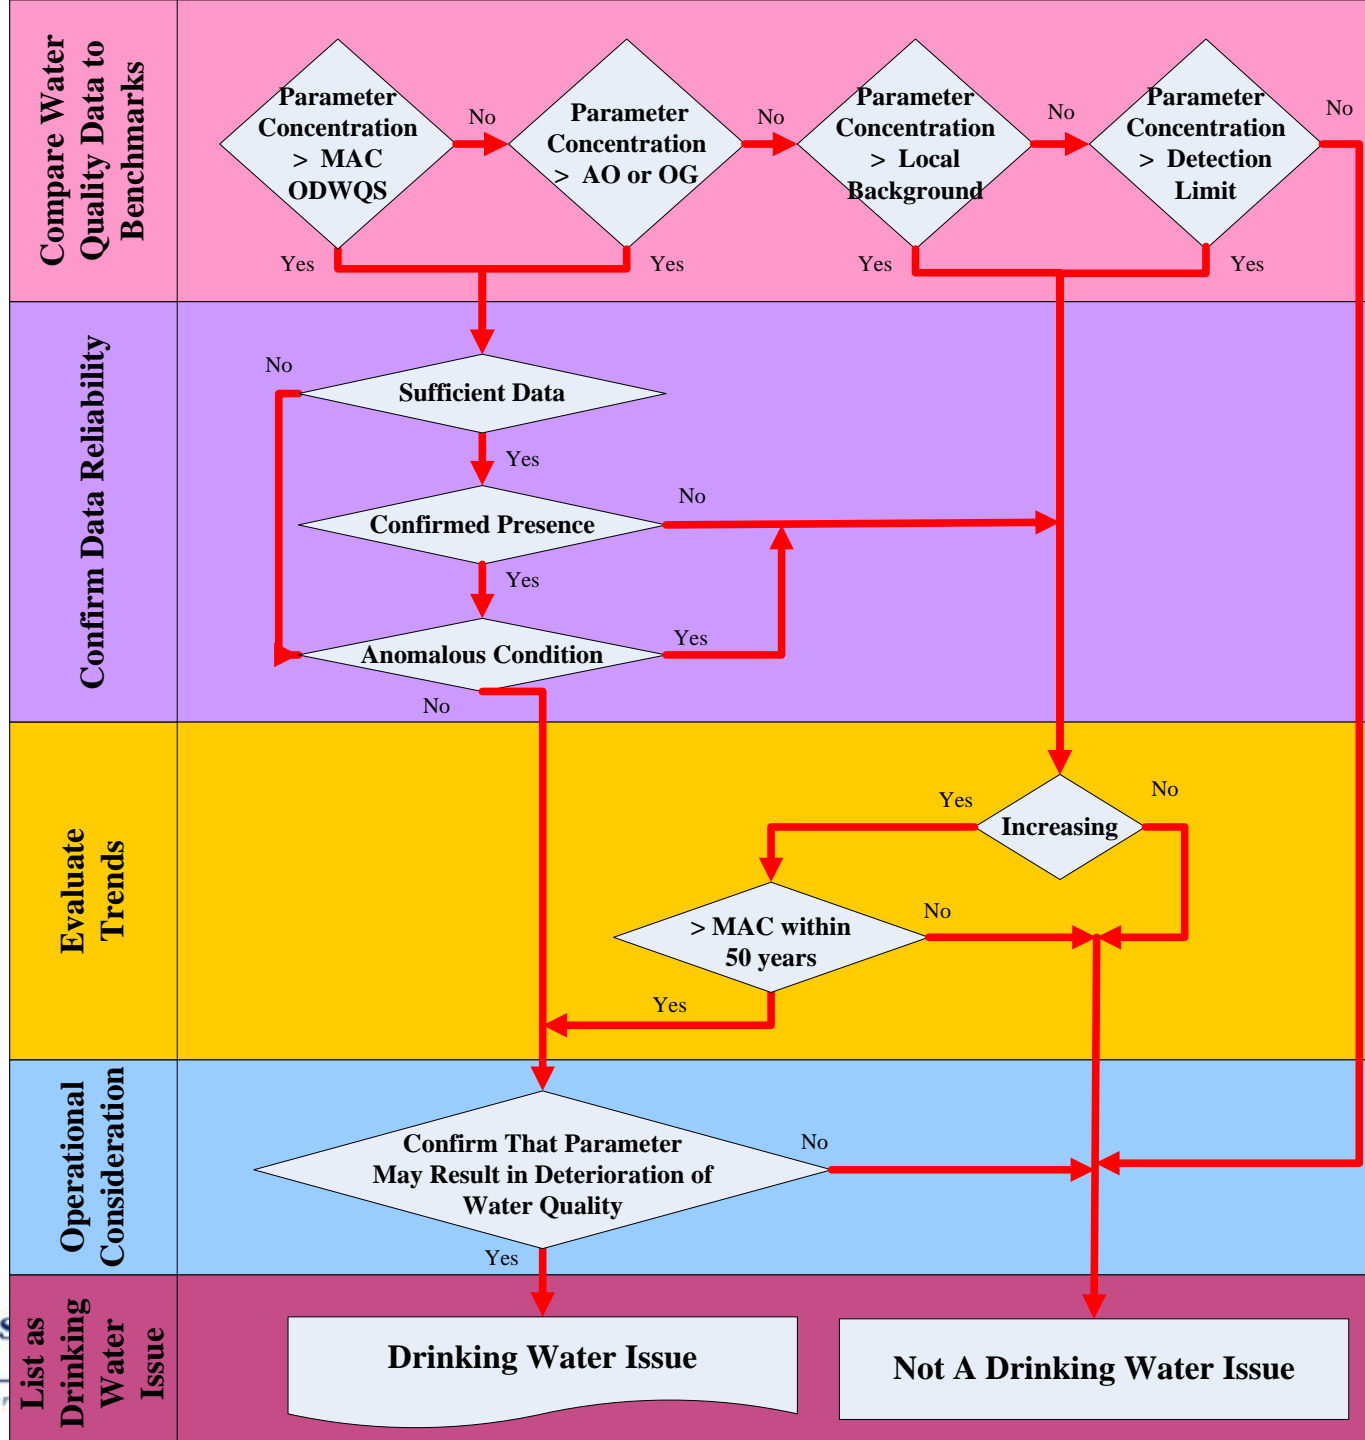 Compare Water
Quality Data to
Benchmarks
Parameter
Concentration
> MAC
ODWQS
No
Parameter
Concentration
> AO or OG
No
Parameter
Concentration
> Local
Background
No
Parameter
Concentration
> Detection
Limit
No
Yes
Yes
Yes
Yes
Confirm Data Reliability
No
Sufficient Data
Yes
Confirmed Presence
No
Yes
Anomalous Condition
Yes
No
Evaluate
Trends
Yes
Increasing
No
> MAC within
50 years
No
Yes
Operational
Consideration
Confirm That Parameter
May Result in Deterioration of
Water Quality
No
Yes
List as
Drinking
Water
Issue
Drinking Water Issue
Not A Drinking Water Issue